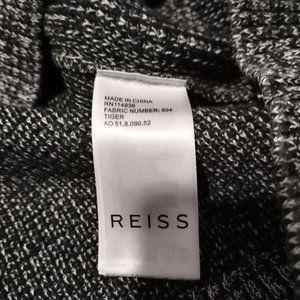 MADE IN CHINA
RN114836
FABRIC NUMBER: 504
TIGER
AO 51,8,090,52
REISS